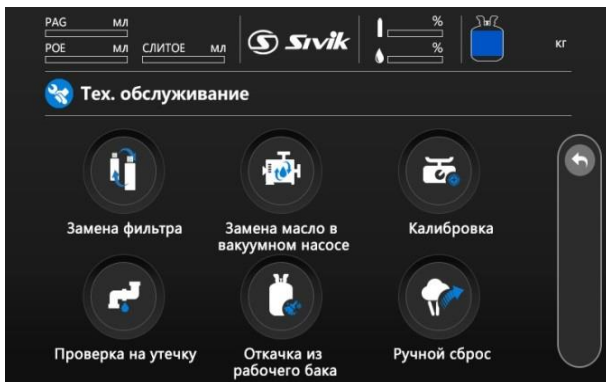 PAG мл
POE мл СЛИТОЕ мл
S Sivik
%
%
кг
Тех. обслуживание
Замена фильтра
Замена масло в
вакуумном насосе
Калибровка
Проверка на утечку
Откачка из
рабочего бака
Ручной сброс